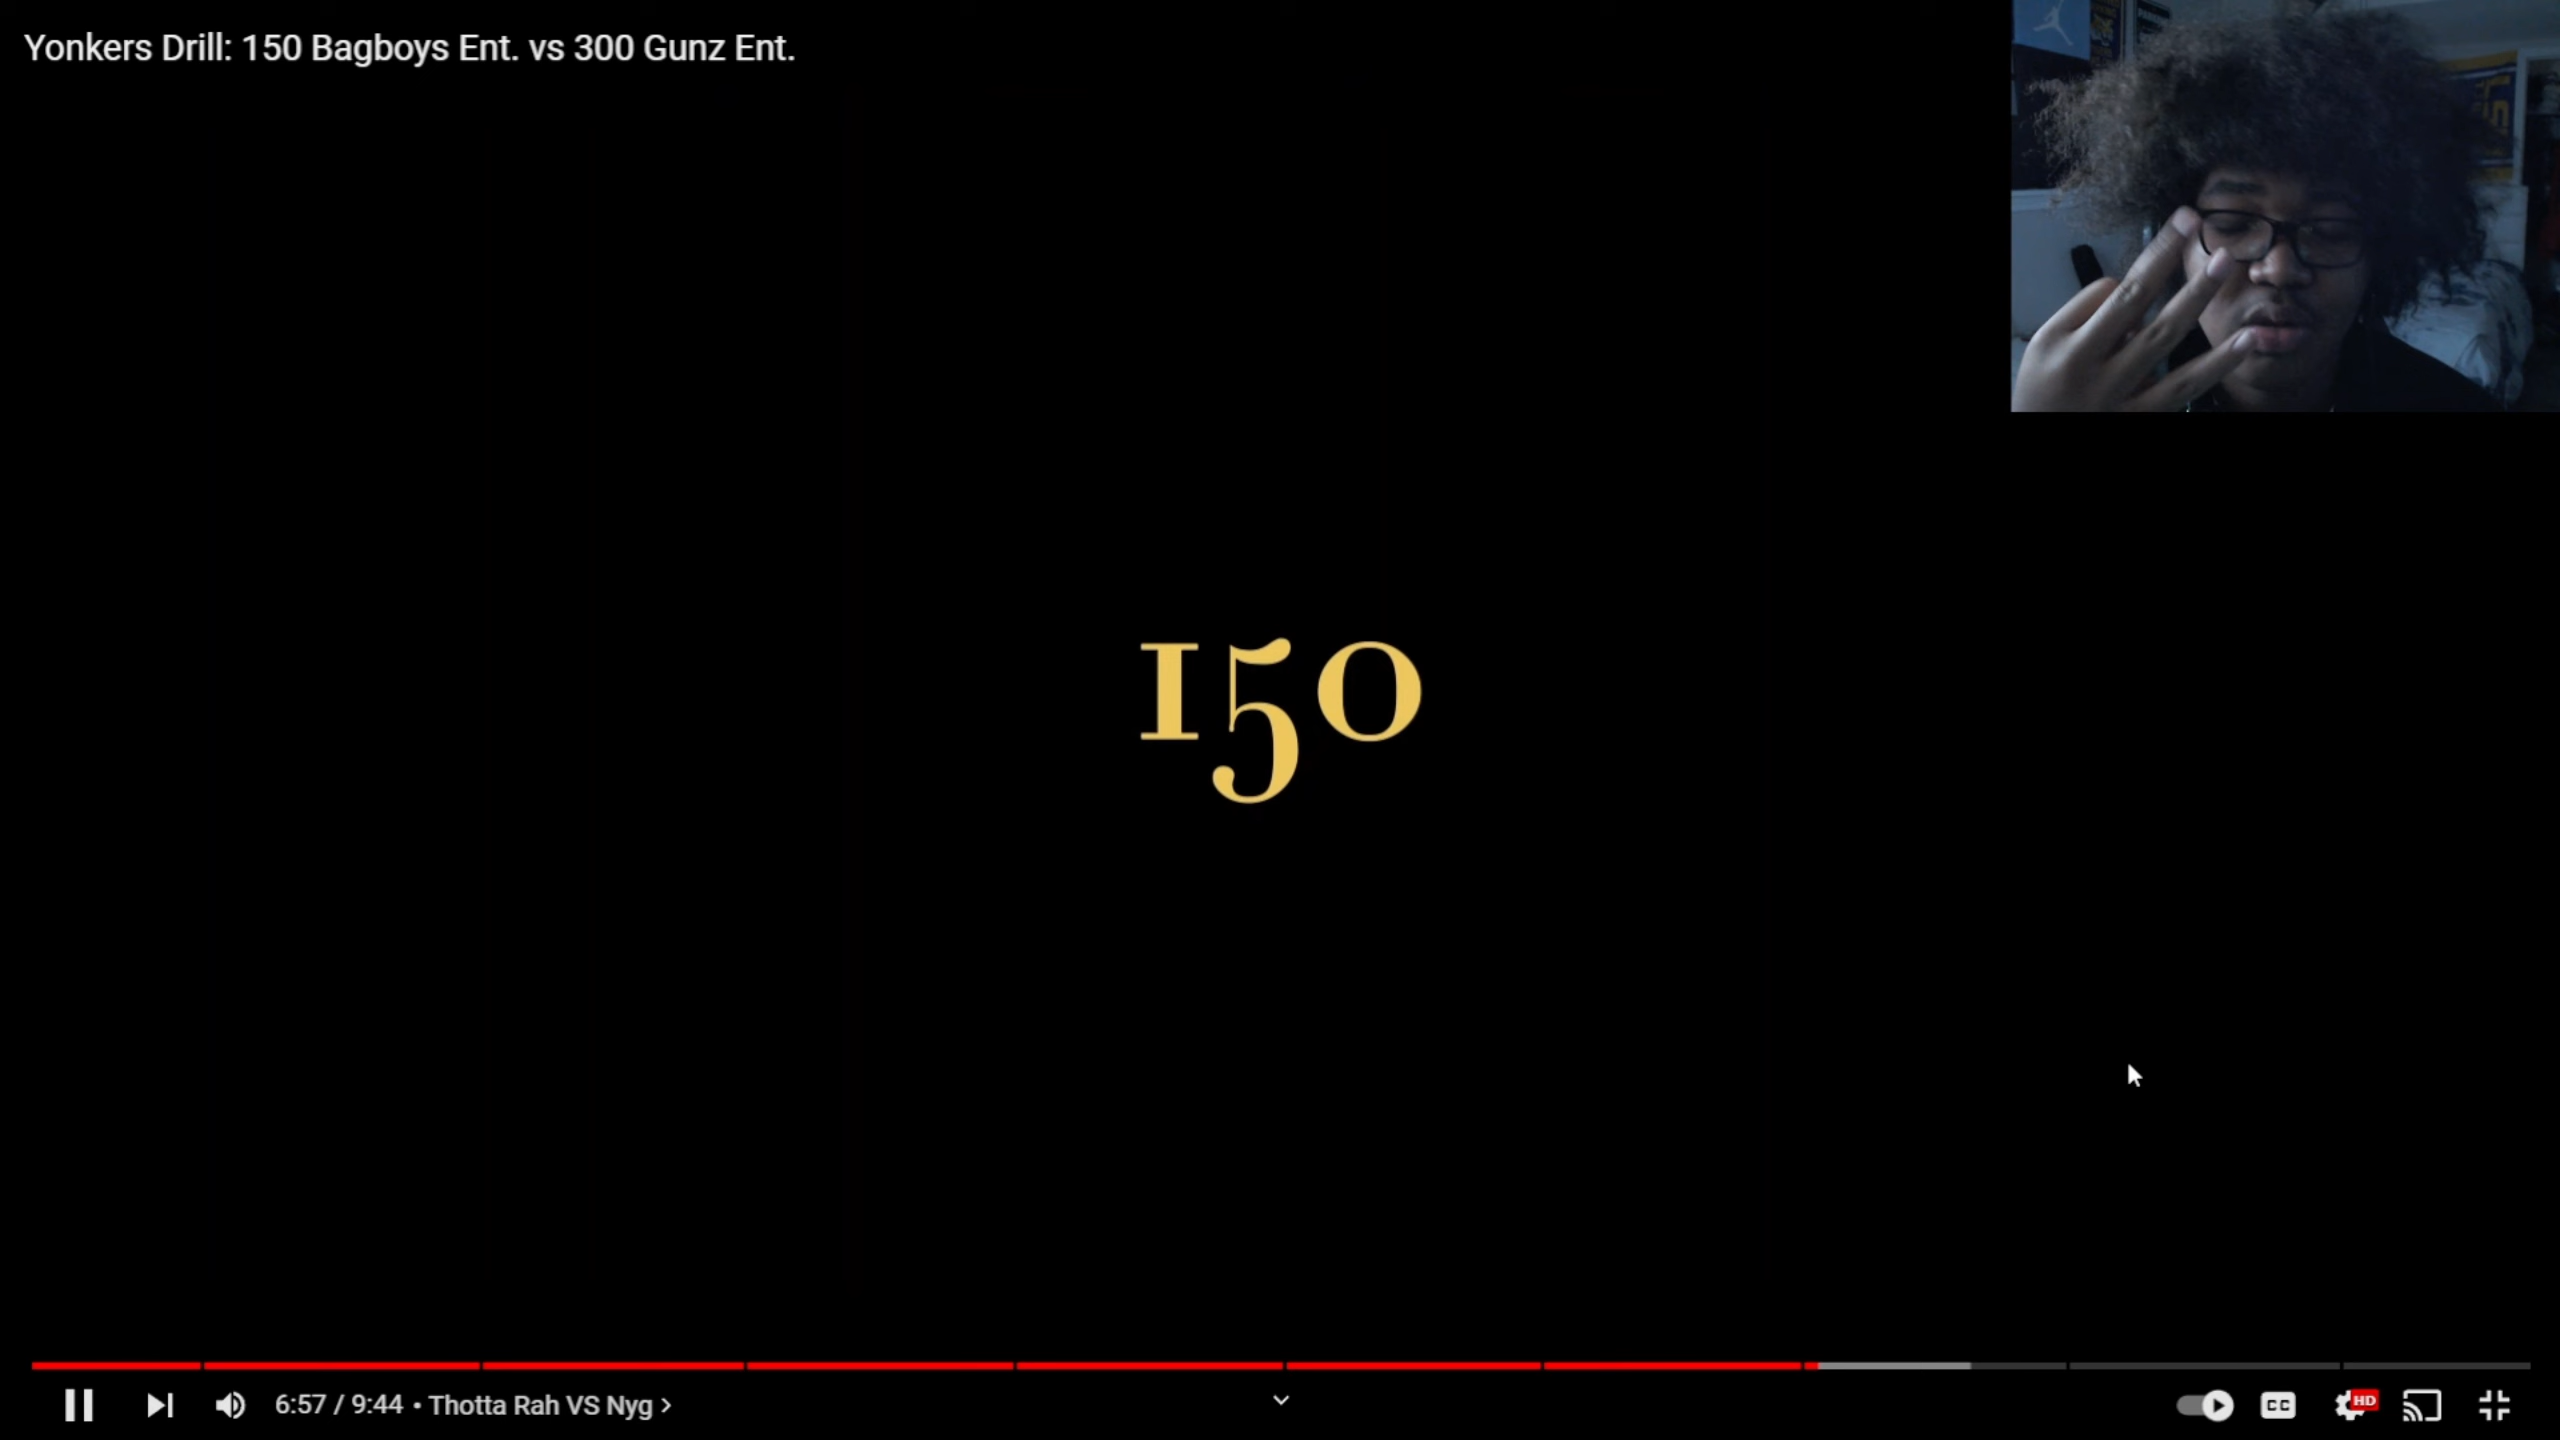 Yonkers Drill: 150 Bagboys Ent. vs 300 Gunz Ent.
150
6:57 / 9:44 • Thotta Rah VS Nyg >
CC
HD